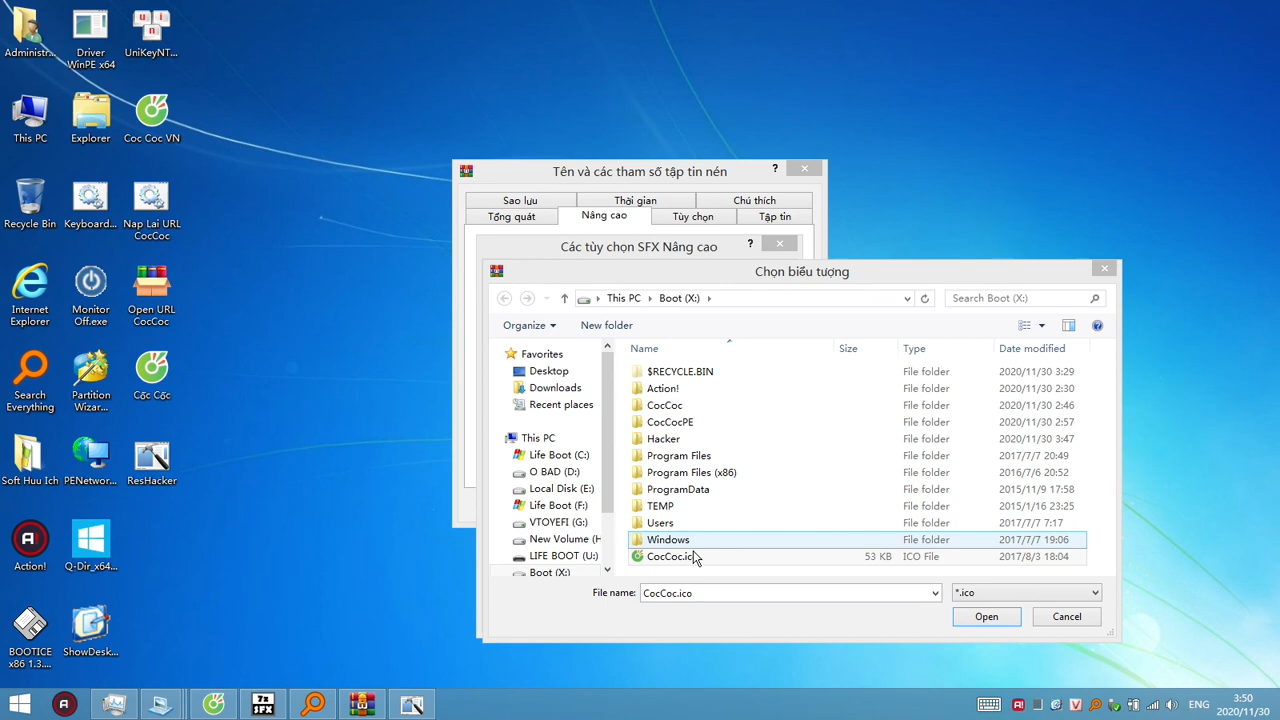 Administr...
Driver WinPE x64
UniKeyNT...
This PC
Explorer
Coc Coc VN
Recycle Bin
Keyboard...
Nap Lai URL CocCoc
Internet Explorer
Monitor Off.exe
Open URL CocCoc
Search Everything
Partition Wizar...
Cốc Cốc
Soft Huu Ich
PENetwor...
ResHacker
Action!
Q-Dir_x64...
BOOTICE x86 1.3....
ShowDesk...
Tên và các tham số tập tin nén
?
Sao lưu
Thời gian
Chú thích
Tổng quát
Nâng cao
Tùy chọn
Tập tin
Các tùy chọn SFX Nâng cao
?
Chọn biểu tượng
This PC
Boot (X:)
Search Boot (X:)
Organize
New folder
Favorites
Desktop
Downloads
Recent places
This PC
Life Boot (C:)
O BAD (D:)
Local Disk (E:)
Life Boot (F:)
VTOYEFI (G:)
New Volume (H
LIFE BOOT (U:)
Boot (X:)
Name Size Type Date modified
$RECYCLE.BIN File folder 2020/11/30 3:29
Action! File folder 2020/11/30 2:30
CocCoc File folder 2020/11/30 2:46
CocCocPE File folder 2020/11/30 2:57
Hacker File folder 2020/11/30 3:47
Program Files File folder 2017/7/7 20:49
Program Files (x86) File folder 2016/7/6 20:52
ProgramData File folder 2015/11/9 17:58
TEMP File folder 2015/1/16 23:25
Users File folder 2017/7/7 7:17
Windows File folder 2017/7/7 19:06
CocCoc.ico 53 KB ICO File 2017/8/3 18:04
File name: CocCoc.ico
*.ico
Open
Cancel
7z SFX
ENG
3:50
2020/11/30